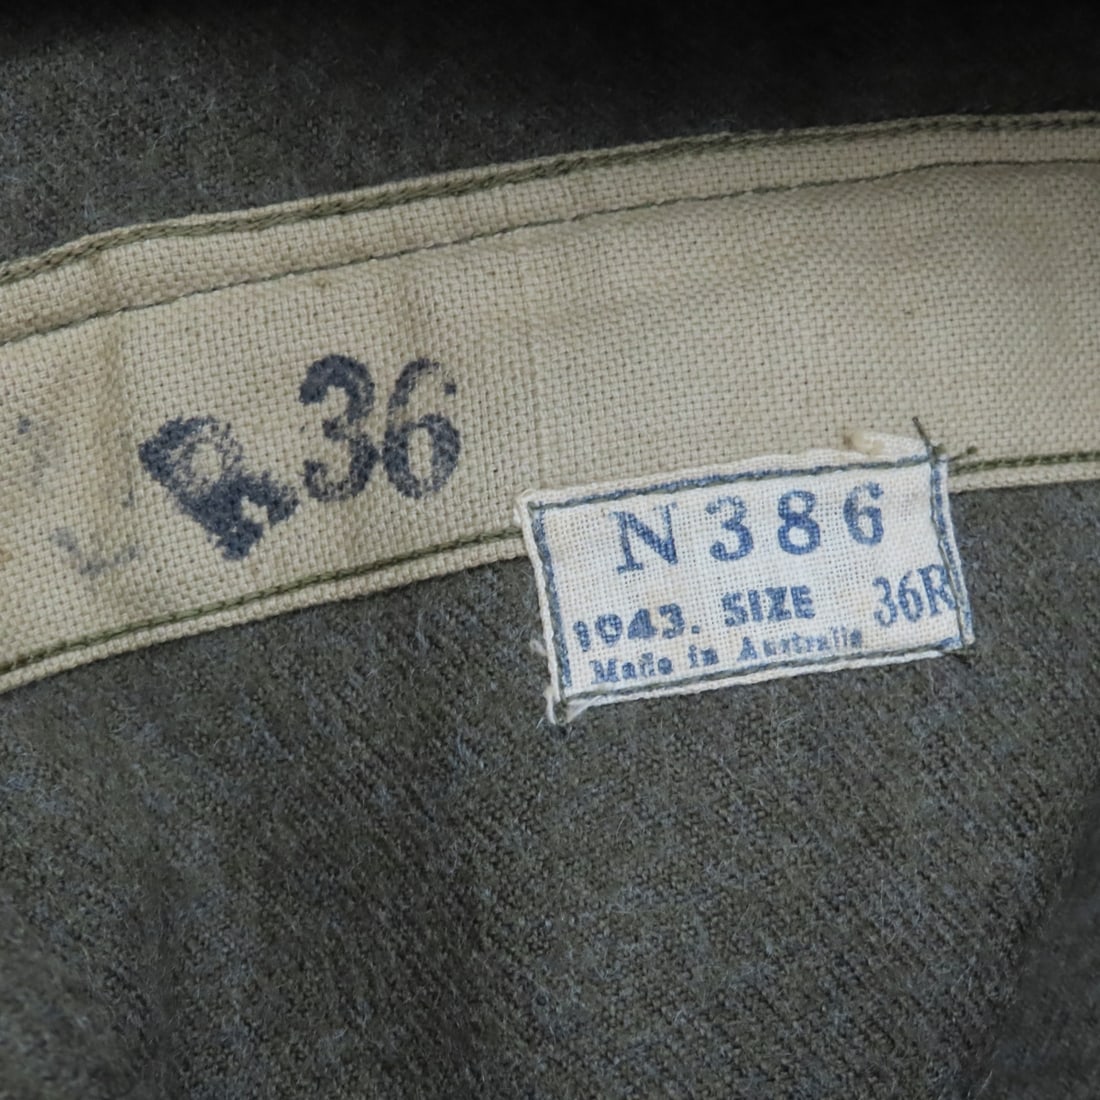 R 36
N386
1943. SIZE 36R
Made in Australia